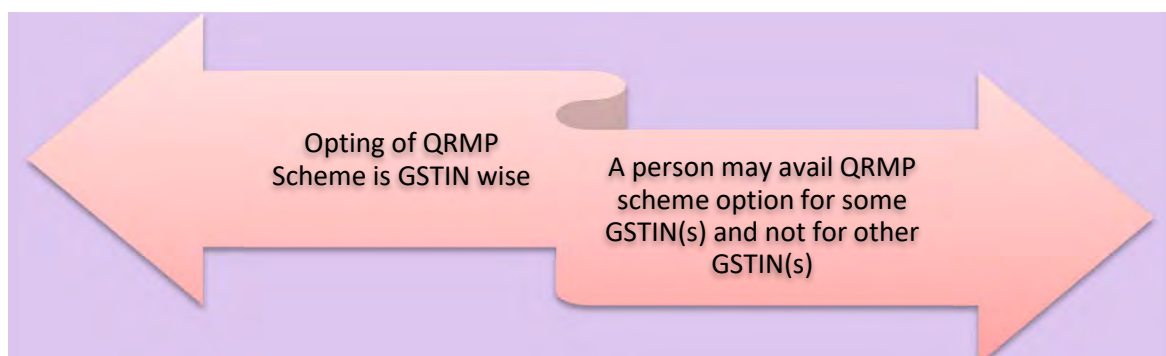 Opting of QRMP
Scheme is GSTIN wise
A person may avail QRMP
scheme option for some
GSTIN(s) and not for other
GSTIN(s)